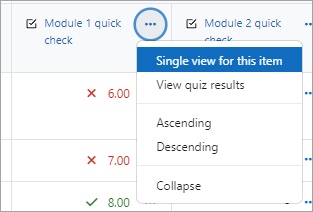 Module 1 quick
check
Module 2 quick
check
Single view for this item
View quiz results
Ascending
Descending
Collapse
6.00
7.00
8.00